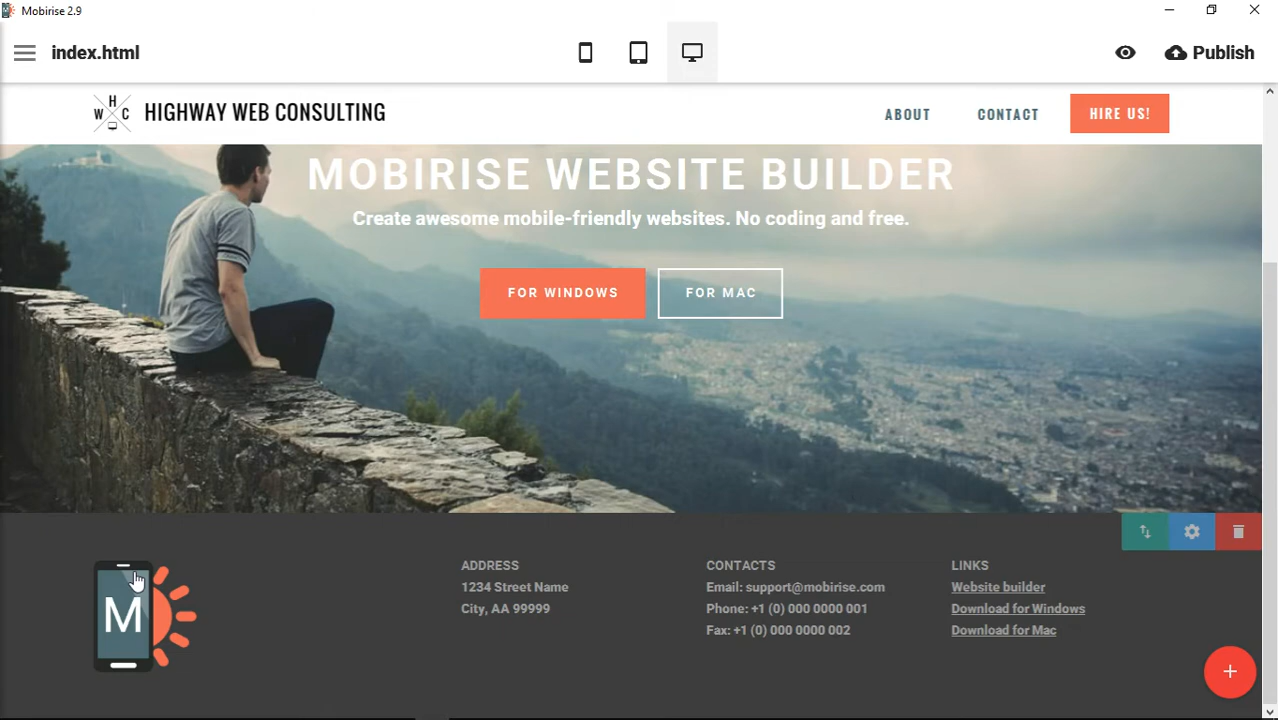 Mobirise 2.9
index.html
Publish
W H C
HIGHWAY WEB CONSULTING
ABOUT
CONTACT
HIRE US!
MOBIRISE WEBSITE BUILDER
Create awesome mobile-friendly websites. No coding and free.
FOR WINDOWS
FOR MAC
M
ADDRESS
1234 Street Name
City, AA 99999
CONTACTS
Email: support@mobirise.com
Phone: +1 (0) 000 0000 001
Fax: +1 (0) 000 0000 002
LINKS
Website builder
Download for Windows
Download for Mac